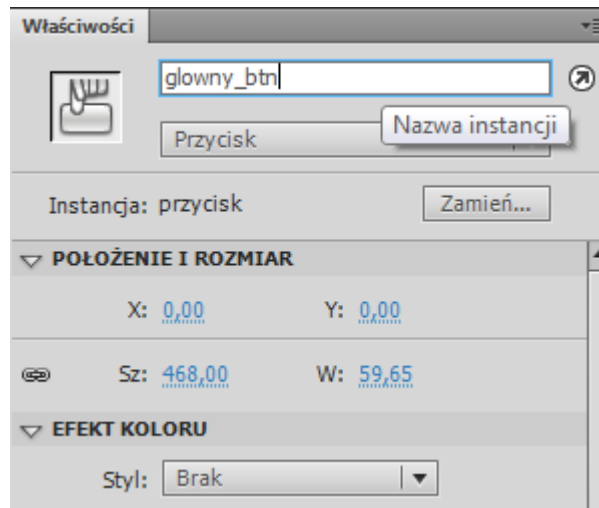 Właściwości
glowny_btn
Nazwa instancji
Przycisk
Instancja: przycisk Zamień...
POŁOŻENIE I ROZMIAR
X: 0,00 Y: 0,00
Sz: 468,00 W: 59,65
EFEKT KOLORU
Styl: Brak